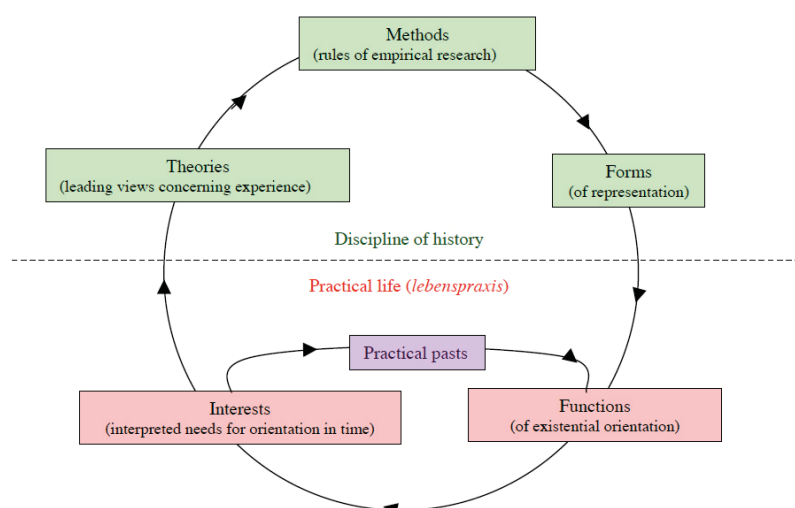 Methods
(rules of empirical research)
Theories
(leading views concerning experience)
Forms
(of representation)
Discipline of history
Practical life (lebenspraxis)
Practical pasts
Interests
(interpreted needs for orientation in time)
Functions
(of existential orientation)